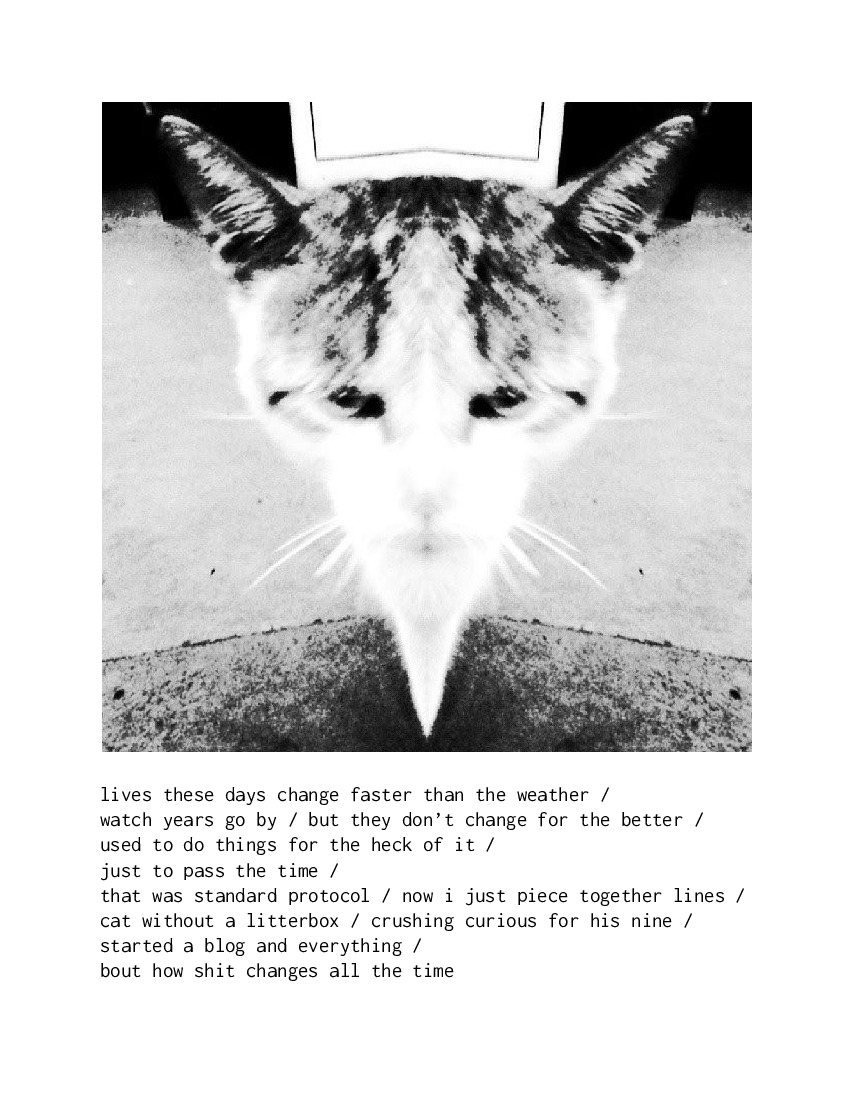 lives these days change faster than the weather /
watch years go by / but they don’t change for the better /
used to do things for the heck of it /
just to pass the time /
that was standard protocol / now i just piece together lines /
cat without a litterbox / crushing curious for his nine /
started a blog and everything /
bout how shit changes all the time